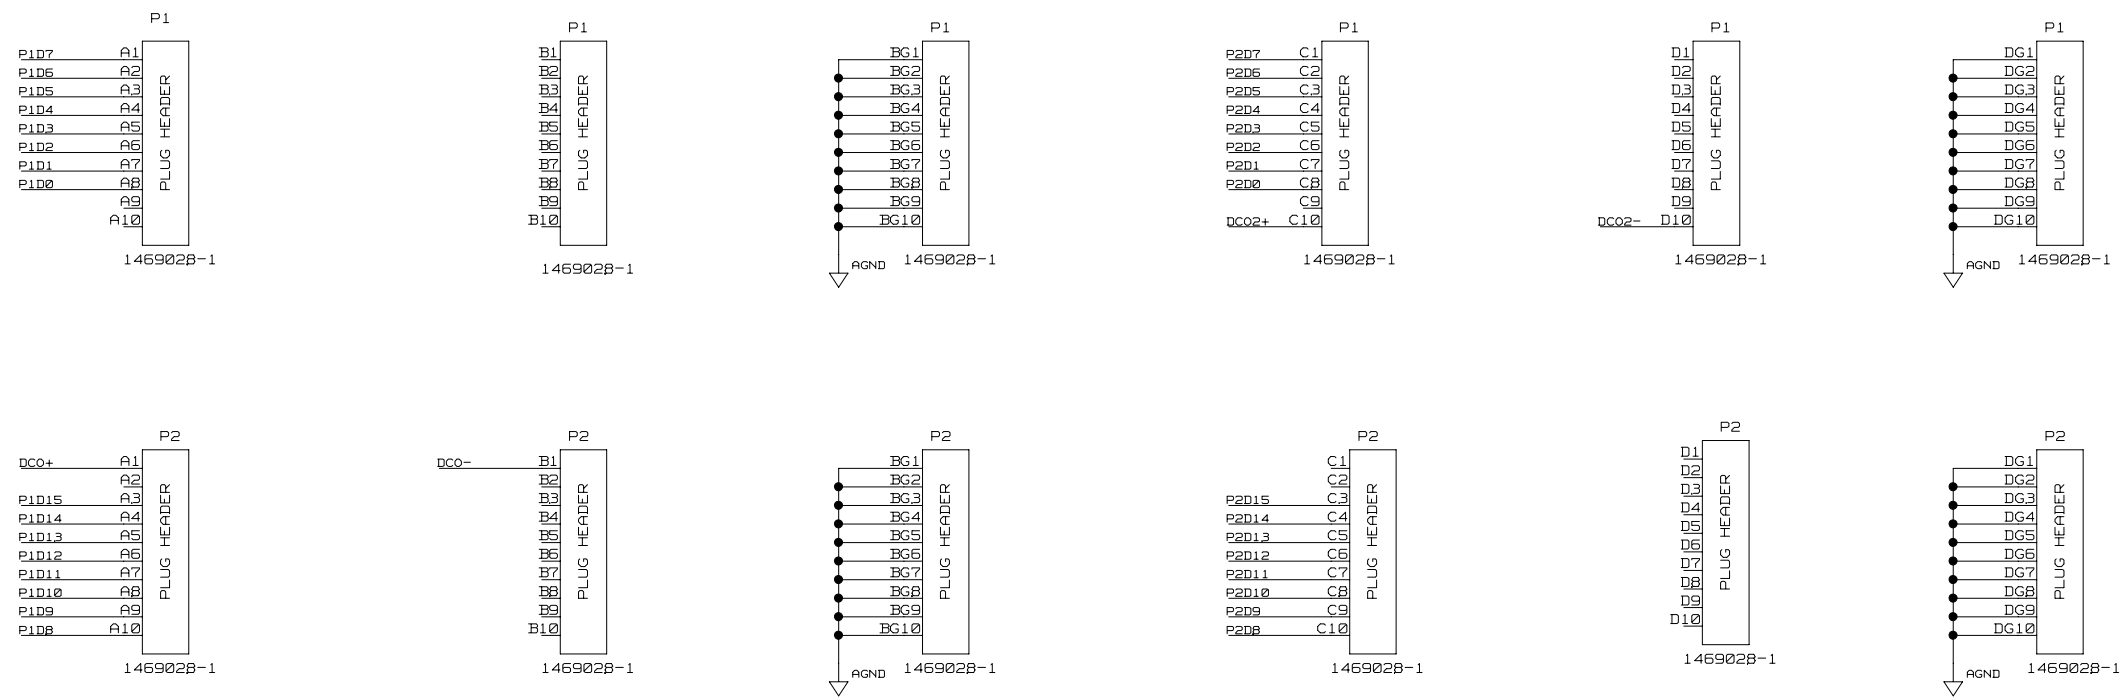 P1
P1D7 A1
P1D6 A2
P1D5 A3
P1D4 A4
P1D3 A5
P1D2 A6
P1D1 A7
P1D0 A8
A9
A10
PLUG HEADER
1469028-1
P1
B1
B2
B3
B4
B5
B6
B7
B8
B9
B10
PLUG HEADER
1469028-1
P1
BG1
BG2
BG3
BG4
BG5
BG6
BG7
BG8
BG9
BG10
PLUG HEADER
AGND
1469028-1
P1
P2D7 C1
P2D6 C2
P2D5 C3
P2D4 C4
P2D3 C5
P2D2 C6
P2D1 C7
P2D0 C8
C9
DCO2+ C10
PLUG HEADER
1469028-1
P1
D1
D2
D3
D4
D5
D6
D7
D8
D9
DCO2- D10
PLUG HEADER
1469028-1
P1
DG1
DG2
DG3
DG4
DG5
DG6
DG7
DG8
DG9
DG10
PLUG HEADER
AGND
1469028-1
P2
DCO+ A1
A2
P1D15 A3
P1D14 A4
P1D13 A5
P1D12 A6
P1D11 A7
P1D10 A8
P1D9 A9
P1D8 A10
PLUG HEADER
1469028-1
P2
DCO- B1
B2
B3
B4
B5
B6
B7
B8
B9
B10
PLUG HEADER
1469028-1
P2
BG1
BG2
BG3
BG4
BG5
BG6
BG7
BG8
BG9
BG10
PLUG HEADER
AGND
1469028-1
P2
C1
C2
P2D15 C3
P2D14 C4
P2D13 C5
P2D12 C6
P2D11 C7
P2D10 C8
P2D9 C9
P2D8 C10
PLUG HEADER
1469028-1
P2
D1
D2
D3
D4
D5
D6
D7
D8
D9
D10
PLUG HEADER
1469028-1
P2
DG1
DG2
DG3
DG4
DG5
DG6
DG7
DG8
DG9
DG10
PLUG HEADER
AGND
1469028-1